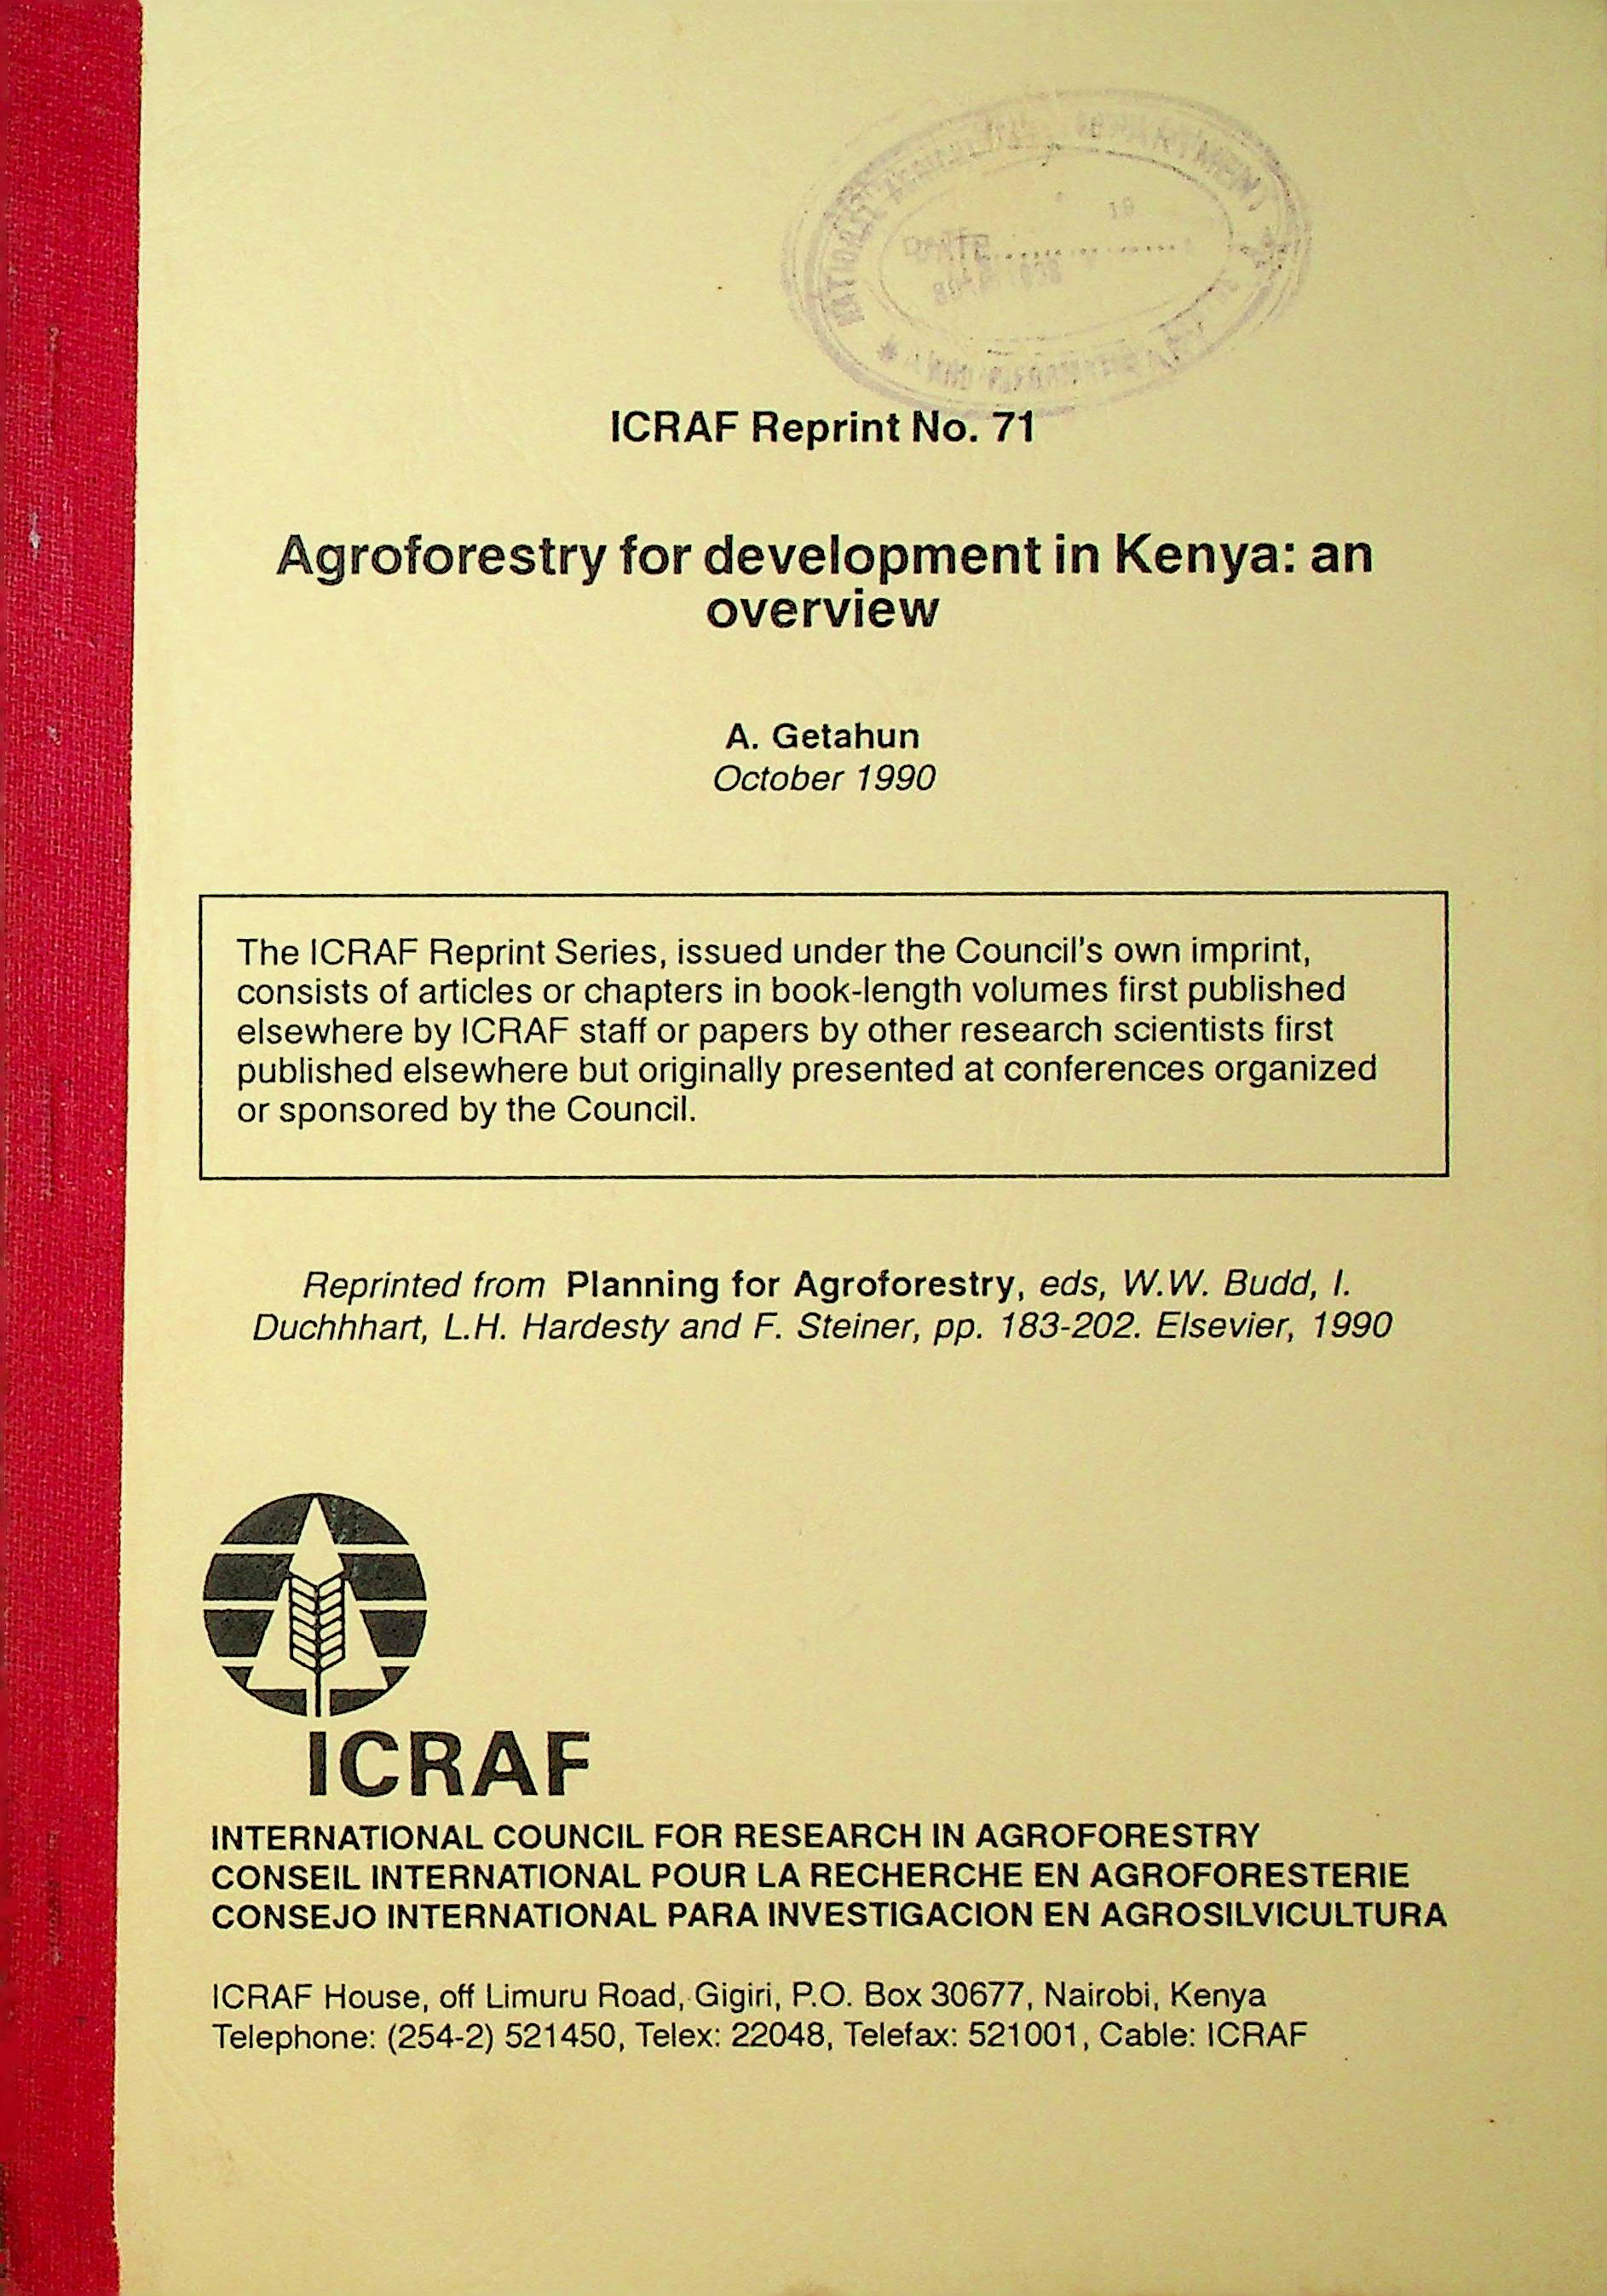 NATIONAL
DATE
19
ICRAF Reprint No. 71
Agroforestry for development in Kenya: an
overview
A. Getahun
October 1990
The ICRAF Reprint Series, issued under the Council's own imprint,
consists of articles or chapters in book-length volumes first published
elsewhere by ICRAF staff or papers by other research scientists first
published elsewhere but originally presented at conferences organized
or sponsored by the Council.
Reprinted from Planning for Agroforestry, eds, W.W. Budd, I.
Duchhhart, L.H. Hardesty and F. Steiner, pp. 183-202. Elsevier, 1990
ICRAF
INTERNATIONAL COUNCIL FOR RESEARCH IN AGROFORESTRY
CONSEIL INTERNATIONAL POUR LA RECHERCHE EN AGROFORESTERIE
CONSEJO INTERNATIONAL PARA INVESTIGACION EN AGROSILVICULTURA
ICRAF House, off Limuru Road, Gigiri, P.O. Box 30677, Nairobi, Kenya
Telephone: (254-2) 521450, Telex: 22048, Telefax: 521001, Cable: ICRAF